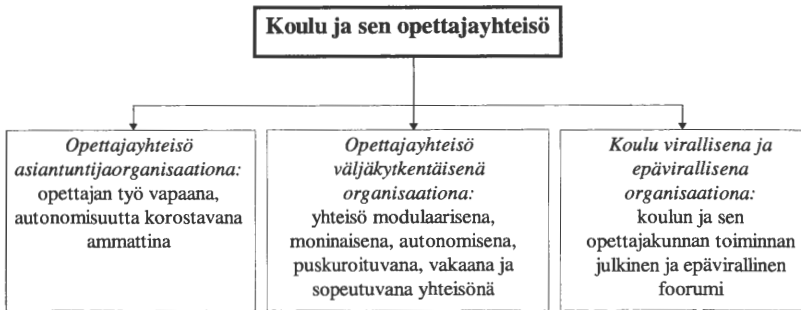 Koulu ja sen opettajayhteisö
Opettajayhteisö
asiantuntijaorganisaationa:
opettajan työ vapaana,
autonomisuutta korostavana
ammattina
Opettajayhteisö
väljäkytkentäisenä
organisaationa:
yhteisö modulaarisena,
moninaisena, autonomisena,
puskuroituvana, vakaana ja
sopeutuvana yhteisönä
Koulu virallisena ja
epävirallisena
organisaationa:
koulun ja sen
opettajakunnan toiminnan
julkinen ja epävirallinen
foorumi